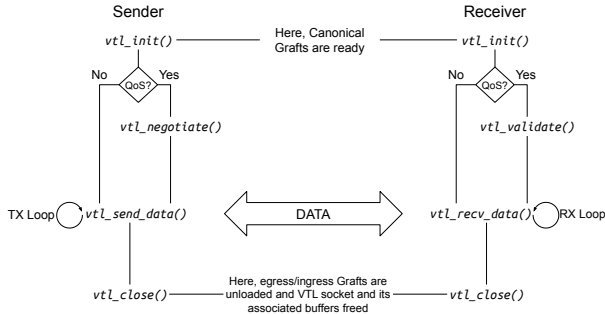 Sender
Receiver
vtl_init()
Here, Canonical
Grafts are
ready
vtl_init()
No
QoS?
Yes
No
QoS?
Yes
vtl_negotiate()
vtl_validate()
TX Loop
vtl_send_data()
DATA
vtl_recv_data()
RX Loop
vtl_close()
Here, egress/ingress Grafts are
unloaded and VTL socket and its
associated buffers freed
vtl_close()